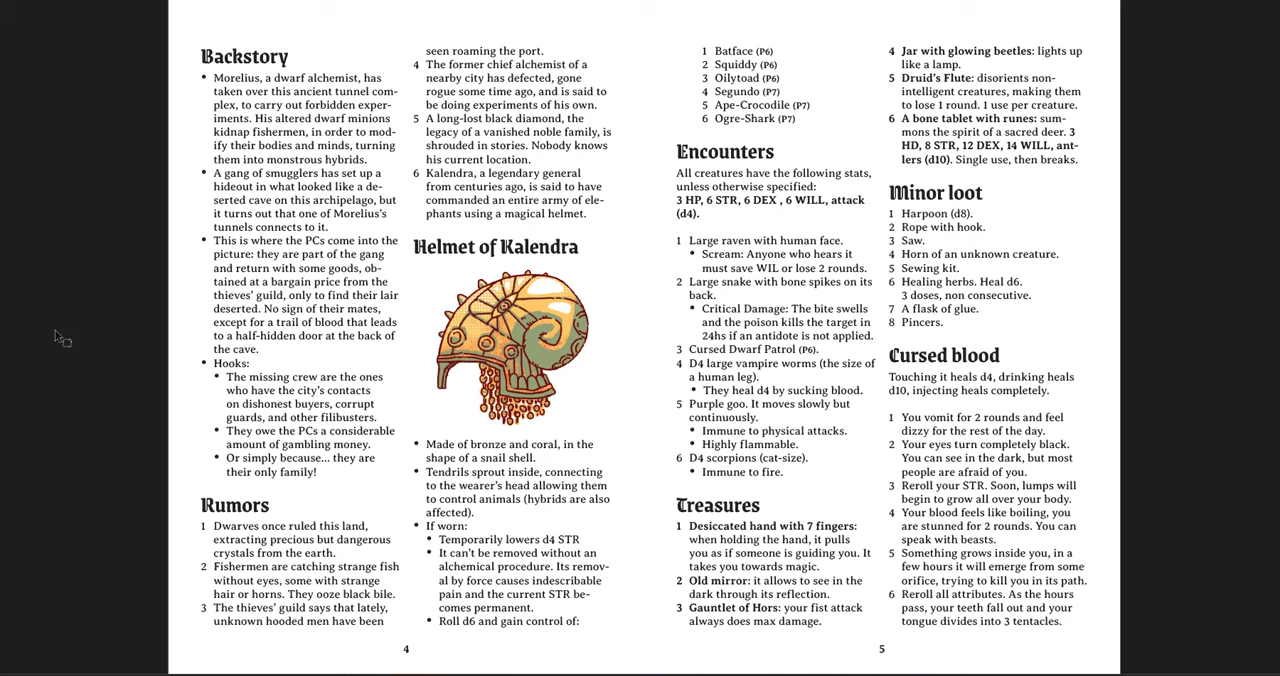 Backstory
• Morelius, a dwarf alchemist, has
taken over this ancient tunnel com-
plex, to carry out forbidden exper-
iments. His altered dwarf minions
kidnap fishermen, in order to mod-
ify their bodies and minds, turning
them into monstrous hybrids.
• A gang of smugglers has set up a
hideout in what looked like a de-
serted cave on this archipelago, but
it turns out that one of Morelius's
tunnels connects to it.
• This is where the PCs come into the
picture: they are part of the gang
and return with some goods, ob-
tained at a bargain price from the
thieves' guild, only to find their lair
deserted. No sign of their mates,
except for a trail of blood that leads
to a half-hidden door at the back of
the cave.
• Hooks:
• The missing crew are the ones
who have the city's contacts
on dishonest buyers, corrupt
guards, and other filibusters.
• They owe the PCs a considerable
amount of gambling money.
• Or simply because... they are
their only family!
Rumors
1 Dwarves once ruled this land,
extracting precious but dangerous
crystals from the earth.
2 Fishermen are catching strange fish
without eyes, some with strange
hair or horns. They ooze black bile.
3 The thieves' guild says that lately,
unknown hooded men have been
seen roaming the port.
4 The former chief alchemist of a
nearby city has defected, gone
rogue some time ago, and is said to
be doing experiments of his own.
5 A long-lost black diamond, the
legacy of a vanished noble family, is
shrouded in stories. Nobody knows
his current location.
6 Kalendra, a legendary general
from centuries ago, is said to have
commanded an entire army of ele-
phants using a magical helmet.
Helmet of Kalendra
• Made of bronze and coral, in the
shape of a snail shell.
• Tendrils sprout inside, connecting
to the wearer's head allowing them
to control animals (hybrids are also
affected).
• If worn:
• Temporarily lowers d4 STR
• It can't be removed without an
alchemical procedure. Its remov-
al by force causes indescribable
pain and the current STR be-
comes permanent.
• Roll d6 and gain control of:
4
1 Batface (P6)
2 Squiddy (P6)
3 Oilytoad (P6)
4 Segundo (P7)
5 Ape-Crocodile (P7)
6 Ogre-Shark (P7)
Encounters
All creatures have the following stats,
unless otherwise specified:
3 HP, 6 STR, 6 DEX , 6 WILL, attack
(d4).
1 Large raven with human face.
• Scream: Anyone who hears it
must save WIL or lose 2 rounds.
2 Large snake with bone spikes on its
back.
• Critical Damage: The bite swells
and the poison kills the target in
24hs if an antidote is not applied.
3 Cursed Dwarf Patrol (P6).
4 D4 large vampire worms (the size of
a human leg).
• They heal d4 by sucking blood.
5 Purple goo. It moves slowly but
continuously.
• Immune to physical attacks.
• Highly flammable.
6 D4 scorpions (cat-size).
• Immune to fire.
Treasures
1 Desiccated hand with 7 fingers:
when holding the hand, it pulls
you as if someone is guiding you. It
takes you towards magic.
2 Old mirror: it allows to see in the
dark through its reflection.
3 Gauntlet of Hors: your fist attack
always does max damage.
4 Jar with glowing beetles: lights up
like a lamp.
5 Druid's Flute: disorients non-
intelligent creatures, making them
to lose 1 round. 1 use per creature.
6 A bone tablet with runes: sum-
mons the spirit of a sacred deer. 3
HD, 8 STR, 12 DEX, 14 WILL, ant-
lers (d10). Single use, then breaks.
Minor loot
1 Harpoon (d8).
2 Rope with hook.
3 Saw.
4 Horn of an unknown creature.
5 Sewing kit.
6 Healing herbs. Heal d6.
3 doses, non consecutive.
7 A flask of glue.
8 Pincers.
Cursed blood
Touching it heals d4, drinking heals
d10, injecting heals completely.
1 You vomit for 2 rounds and feel
dizzy for the rest of the day.
2 Your eyes turn completely black.
You can see in the dark, but most
people are afraid of you.
3 Reroll your STR. Soon, lumps will
begin to grow all over your body.
4 Your blood feels like boiling, you
are stunned for 2 rounds. You can
speak with beasts.
5 Something grows inside you, in a
few hours it will emerge from some
orifice, trying to kill you in its path.
6 Reroll all attributes. As the hours
pass, your teeth fall out and your
tongue divides into 3 tentacles.
5